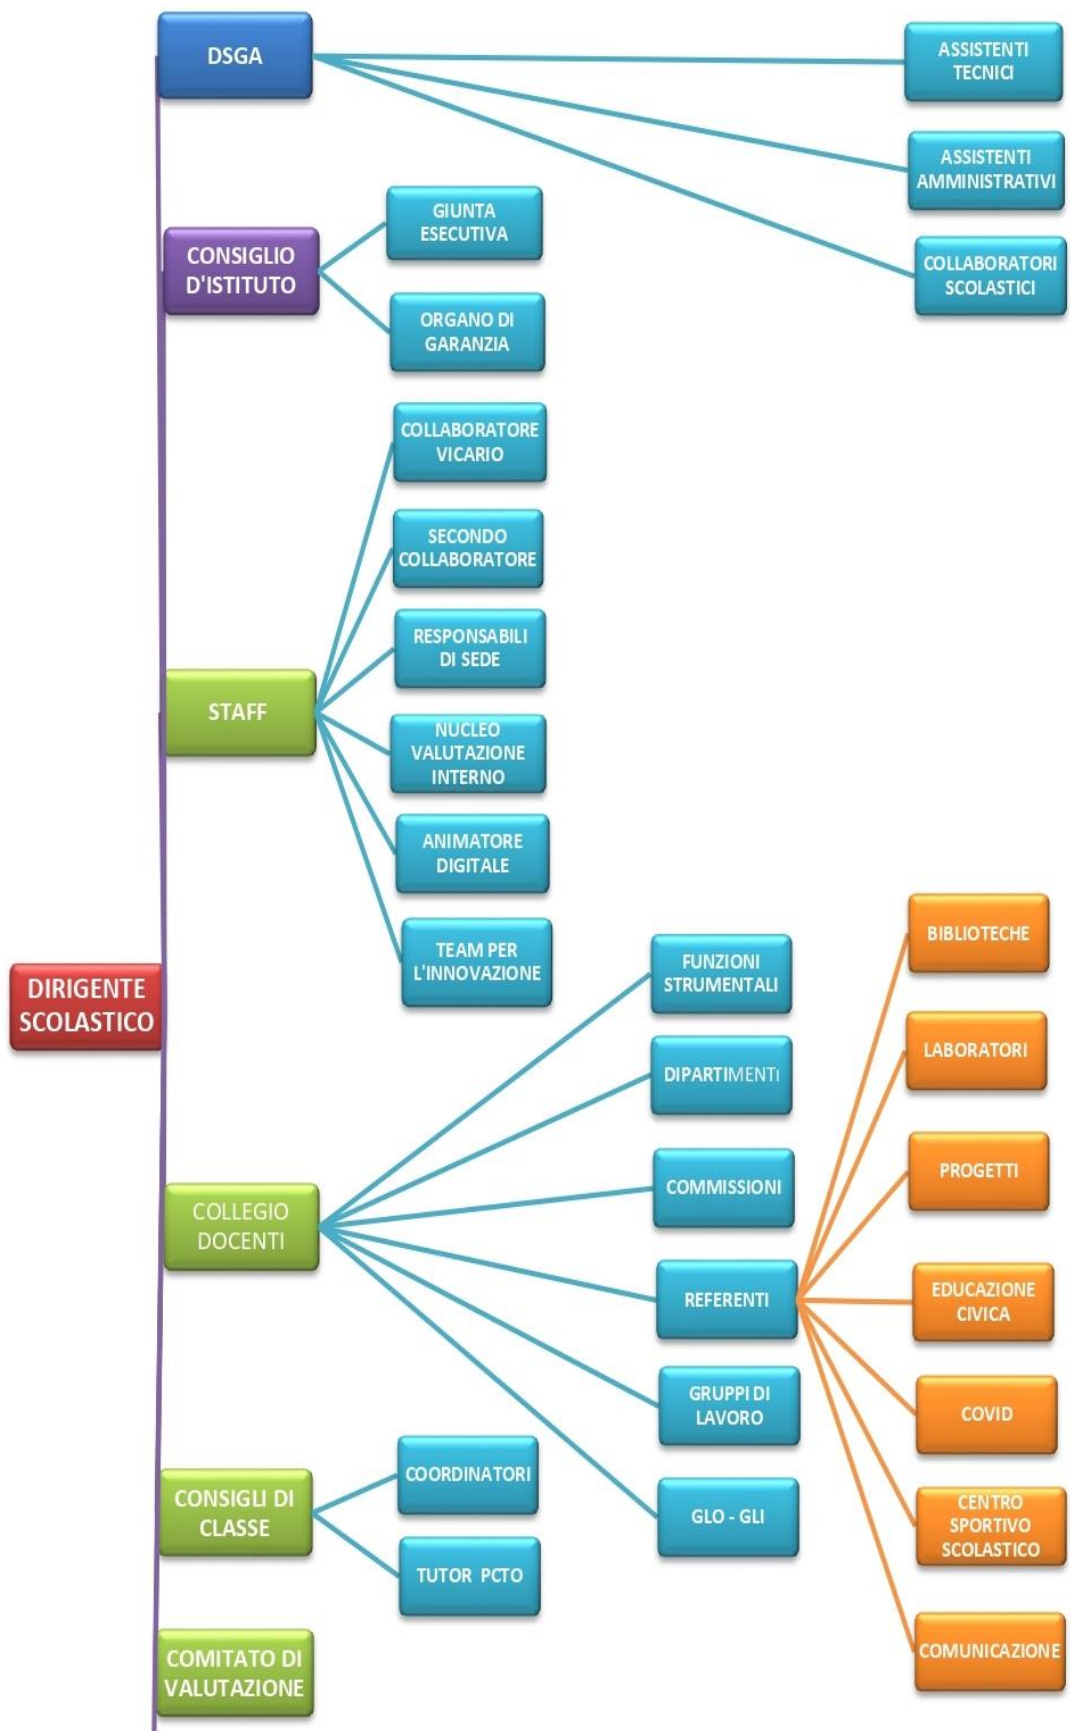 DSGA
ASSISTENTI
TECNICI
ASSISTENTI
AMMINISTRATIVI
COLLABORATORI
SCOLASTICI
CONSIGLIO
D'ISTITUTO
GIUNTA
ESECUTIVA
ORGANO DI
GARANZIA
STAFF
COLLABORATORE
VICARIO
SECONDO
COLLABORATORE
RESPONSABILI
DI SEDE
NUCLEO
VALUTAZIONE
INTERNO
ANIMATORE
DIGITALE
TEAM PER
L'INNOVAZIONE
DIRIGENTE
SCOLASTICO
COLLEGIO
DOCENTI
FUNZIONI
STRUMENTALI
DIPARTIMENTI
COMMISSIONI
REFERENTI
GRUPPI DI
LAVORO
GLO - GLI
BIBLIOTECHE
LABORATORI
PROGETTI
EDUCAZIONE
CIVICA
COVID
CENTRO
SPORTIVO
SCOLASTICO
COMUNICAZIONE
CONSIGLI DI
CLASSE
COORDINATORI
TUTOR PCTO
COMITATO DI
VALUTAZIONE